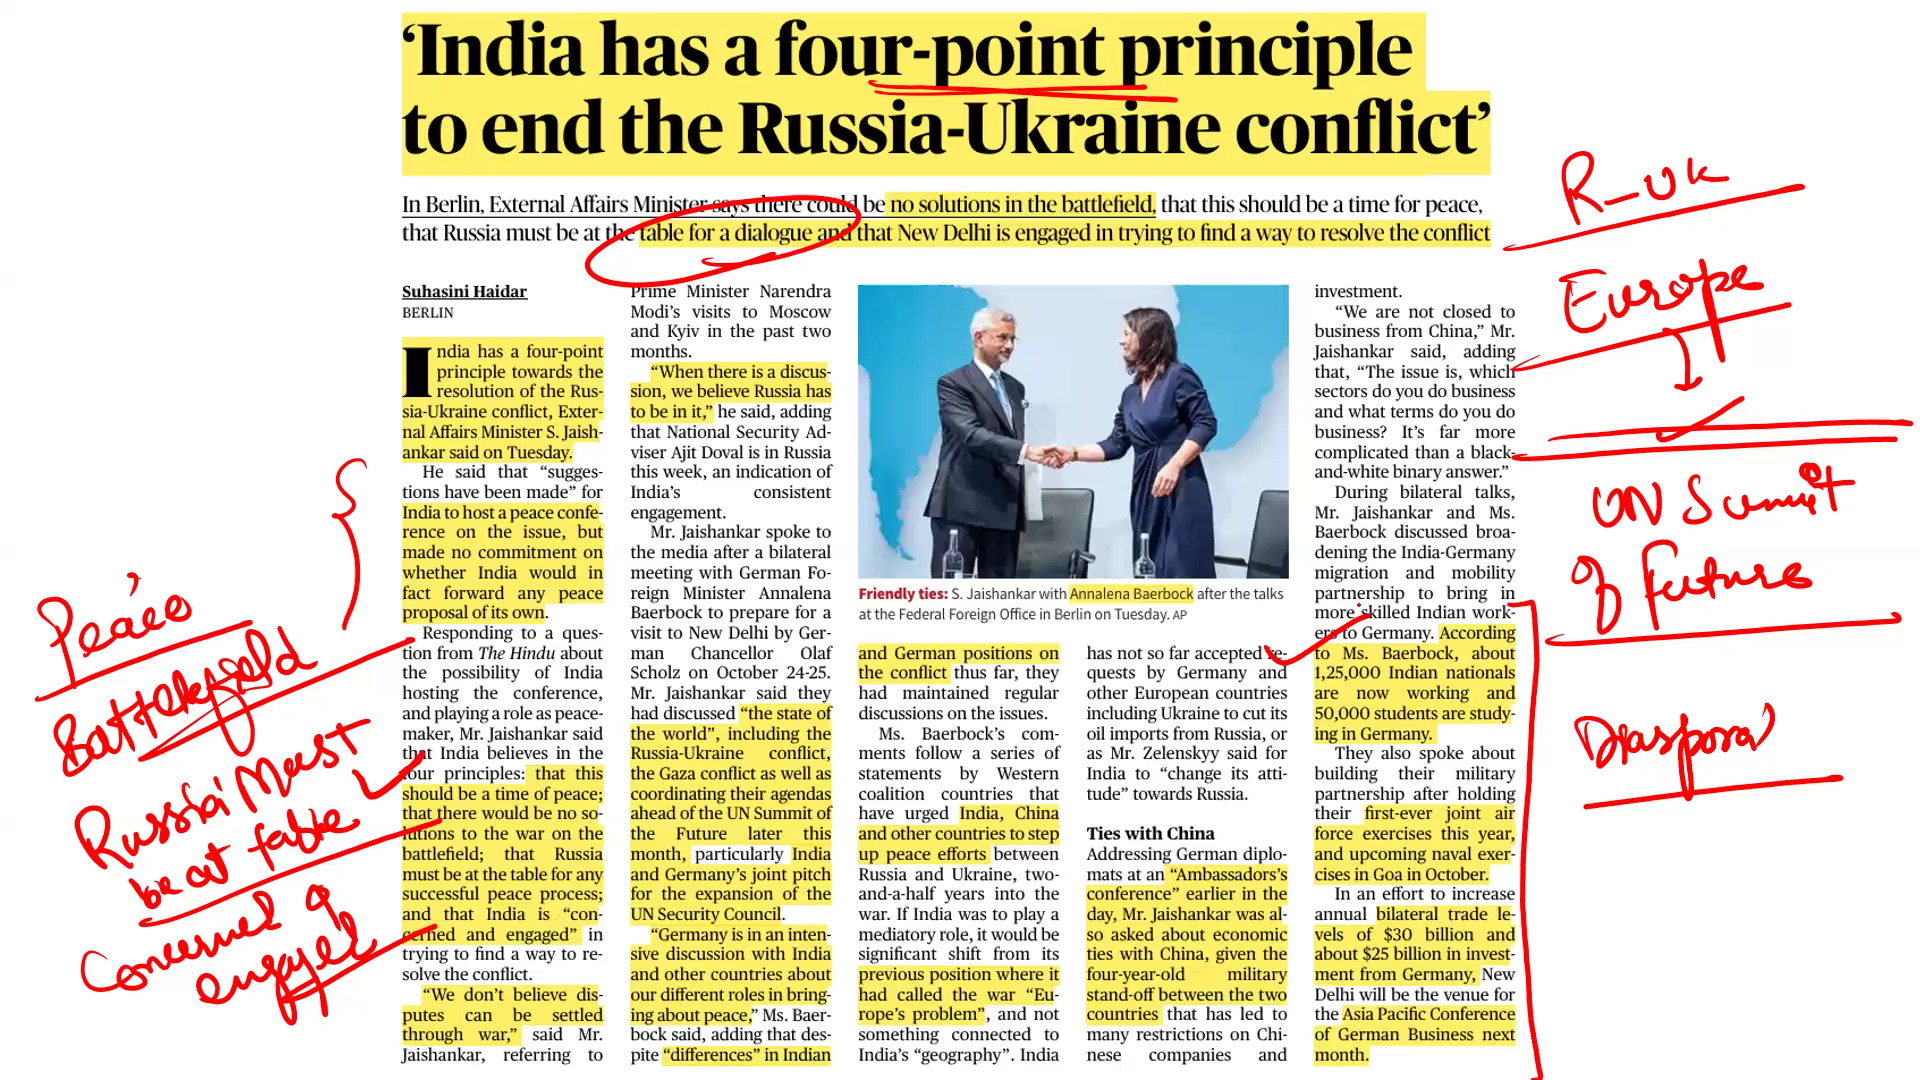 ‘India has a four-point principle
to end the Russia-Ukraine conflict’
In Berlin, External Affairs Minister says there could be no solutions in the battlefield, that this should be a time for peace,
that Russia must be at the table for a dialogue and that New Delhi is engaged in trying to find a way to resolve the conflict
Suhasini Haidar
BERLIN
India has a four-point
principle towards the
resolution of the Rus-
sia-Ukraine conflict, Exter-
nal Affairs Minister S. Jaish-
ankar said on Tuesday.
He said that “sugges-
tions have been made” for
India to host a peace confe-
rence on the issue, but
made no commitment on
whether India would in
fact forward any peace
proposal of its own.
Responding to a ques-
tion from The Hindu about
the possibility of India
hosting the conference,
and playing a role as peace-
maker, Mr. Jaishankar said
that India believes in the
four principles: that this
should be a time of peace;
that there would be no so-
lutions to the war on the
battlefield; that Russia
must be at the table for any
successful peace process;
and that India is “con-
cerned and engaged” in
trying to find a way to re-
solve the conflict.
“We don’t believe dis-
putes can be settled
through war,” said Mr.
Jaishankar, referring to
Prime Minister Narendra
Modi’s visits to Moscow
and Kyiv in the past two
months.
“When there is a discus-
sion, we believe Russia has
to be in it,” he said, adding
that National Security Ad-
viser Ajit Doval is in Russia
this week, an indication of
India’s consistent
engagement.
Mr. Jaishankar spoke to
the media after a bilateral
meeting with German Fo-
reign Minister Annalena
Baerbock to prepare for a
visit to New Delhi by Ger-
man Chancellor Olaf
Scholz on October 24-25.
Mr. Jaishankar said they
had discussed “the state of
the world”, including the
Russia-Ukraine conflict,
the Gaza conflict as well as
coordinating their agendas
ahead of the UN Summit of
the Future later this
month, particularly India
and Germany’s joint pitch
for the expansion of the
UN Security Council.
“Germany is in an inten-
sive discussion with India
and other countries about
our different roles in bring-
ing about peace,” Ms. Baer-
bock said, adding that des-
pite “differences” in Indian
Friendly ties: S. Jaishankar with Annalena Baerbock after the talks
at the Federal Foreign Office in Berlin on Tuesday. AP
and German positions on
the conflict thus far, they
had maintained regular
discussions on the issues.
Ms. Baerbock’s com-
ments follow a series of
statements by Western
coalition countries that
have urged India, China
and other countries to step
up peace efforts between
Russia and Ukraine, two-
and-a-half years into the
war. If India was to play a
mediatory role, it would be
significant shift from its
previous position where it
had called the war “Eu-
rope’s problem”, and not
something connected to
India’s “geography”. India
has not so far accepted re-
quests by Germany and
other European countries
including Ukraine to cut its
oil imports from Russia, or
as Mr. Zelenskyy said for
India to “change its atti-
tude” towards Russia.
Ties with China
Addressing German diplo-
mats at an “Ambassadors’s
conference” earlier in the
day, Mr. Jaishankar was al-
so asked about economic
ties with China, given the
four-year-old military
stand-off between the two
countries that has led to
many restrictions on Chi-
nese companies and
investment.
“We are not closed to
business from China,” Mr.
Jaishankar said, adding
that, “The issue is, which
sectors do you do business
and what terms do you do
business? It’s far more
complicated than a black-
and-white binary answer.”
During bilateral talks,
Mr. Jaishankar and Ms.
Baerbock discussed broa-
dening the India-Germany
migration and mobility
partnership to bring in
more skilled Indian work-
ers to Germany. According
to Ms. Baerbock, about
1,25,000 Indian nationals
are now working and
50,000 students are study-
ing in Germany.
They also spoke about
building their military
partnership after holding
their first-ever joint air
force exercises this year,
and upcoming naval exer-
cises in Goa in October.
In an effort to increase
annual bilateral trade le-
vels of $30 billion and
about $25 billion in invest-
ment from Germany, New
Delhi will be the venue for
the Asia Pacific Conference
of German Business next
month.
Peace
Battlefield
Russia Must
be at table
Concerned &
engaged
R-UK
Europe
UN Summit
of Future
Diaspora